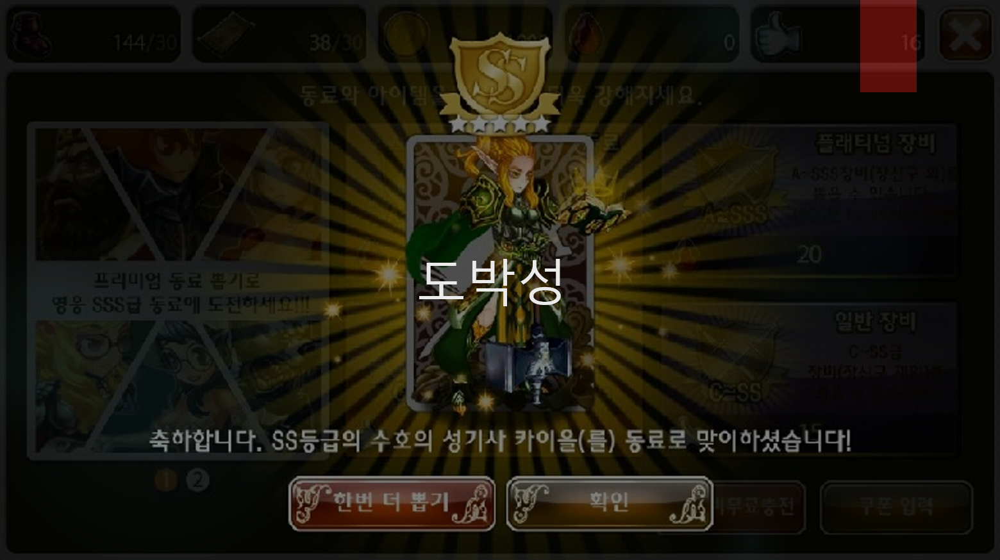 144/30
38/30
0
16
SS
동료와 아이템을 강해지세요.
플래티넘 장비
A~SSS장비(장신구 외)를
뽑을 수 있습니다
A~SSS
20
도박성
프리미엄 동료 뽑기로
영웅 SSS급 동료에 도전하세요!!!
일반 장비
C~SS급
장비(장신구 제외)를
C~SS
15
축하합니다. SS등급의 수호의 성기사 카이을(를) 동료로 맞이하셨습니다!
1 2
한번 더 뽑기
확인
무료충전
쿠폰 입력